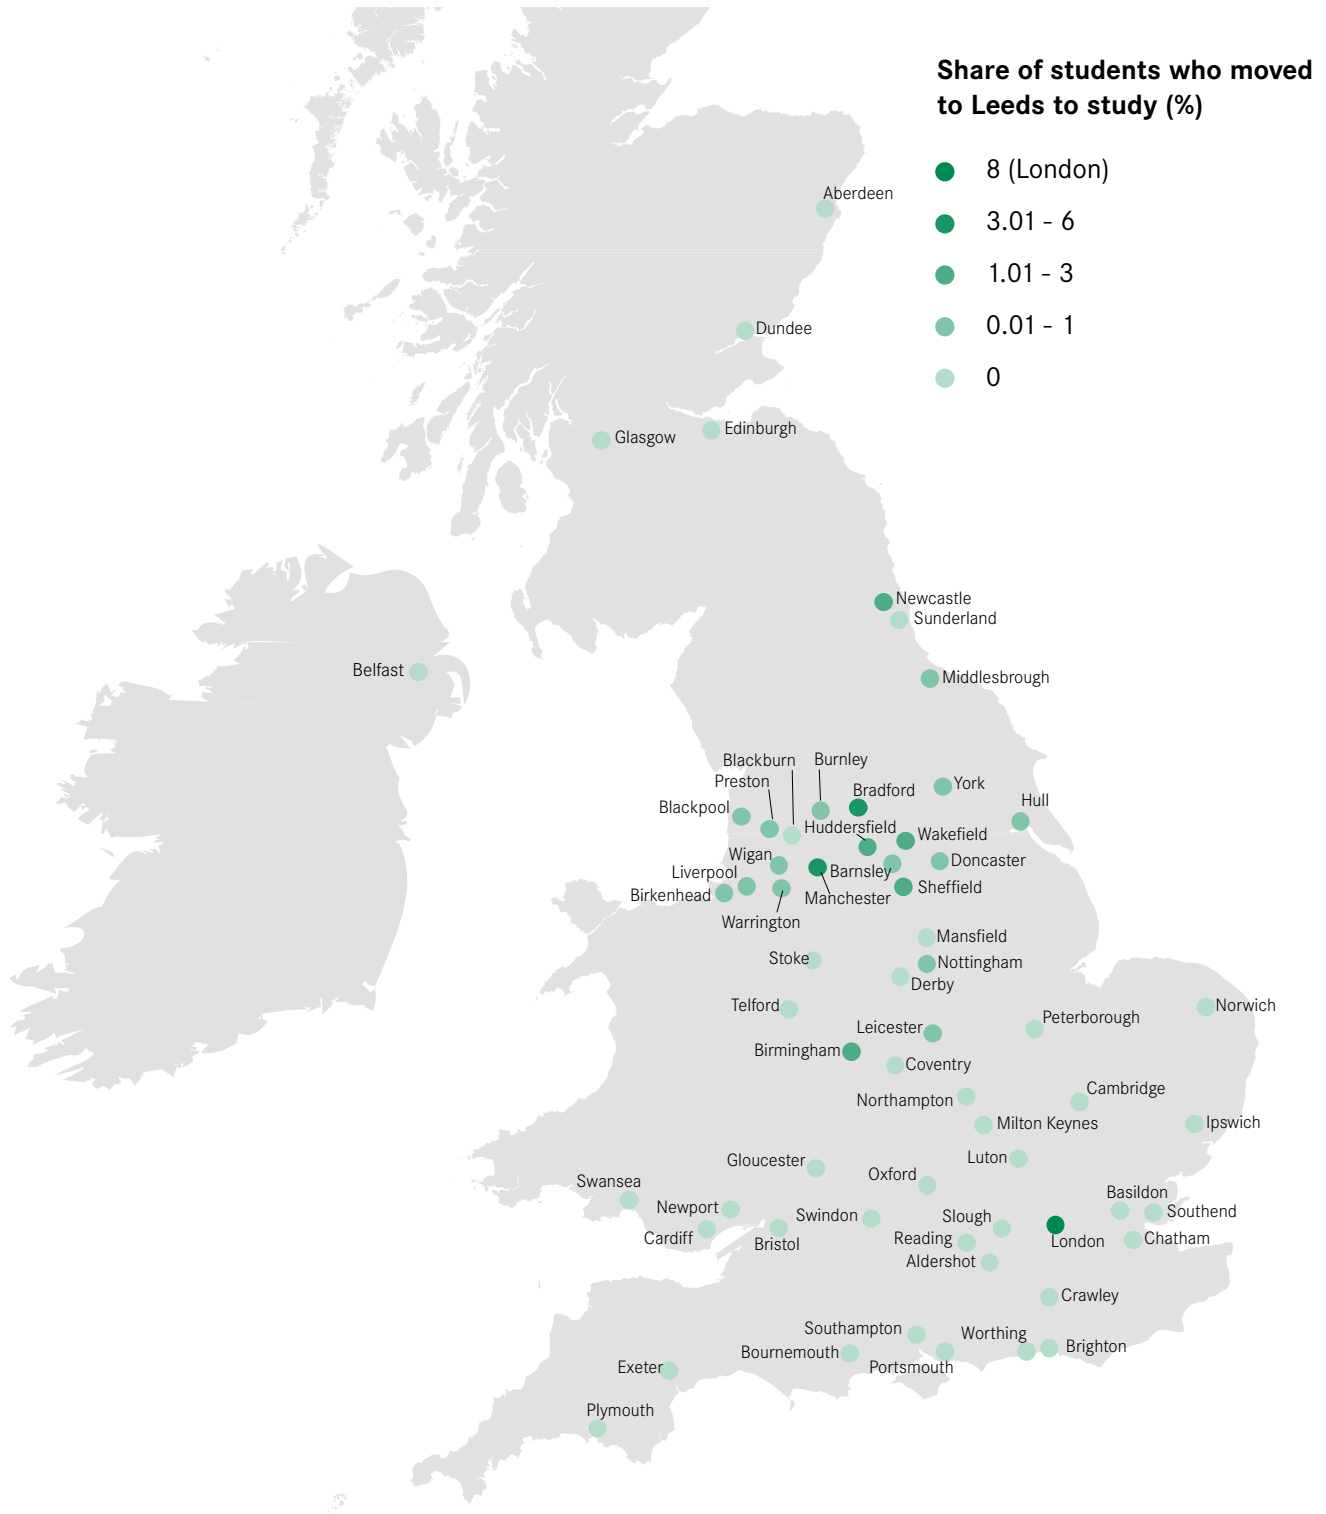 Share of students who moved
to Leeds to study (%)
8 (London)
3.01 - 6
1.01 - 3
0.01 - 1
0
Aberdeen
Dundee
Glasgow
Edinburgh
Newcastle
Sunderland
Belfast
Middlesbrough
Blackburn
Burnley
Preston
Bradford
York
Blackpool
Hull
Huddersfield
Wakefield
Wigan
Doncaster
Liverpool
Barnsley
Birkenhead
Manchester
Sheffield
Warrington
Mansfield
Stoke
Nottingham
Derby
Telford
Norwich
Peterborough
Leicester
Birmingham
Coventry
Cambridge
Northampton
Milton Keynes
Ipswich
Luton
Gloucester
Oxford
Swansea
Basildon
Newport
Southend
Swindon
Slough
Cardiff
Bristol
Reading
London
Chatham
Aldershot
Crawley
Southampton
Worthing
Brighton
Bournemouth
Portsmouth
Exeter
Plymouth